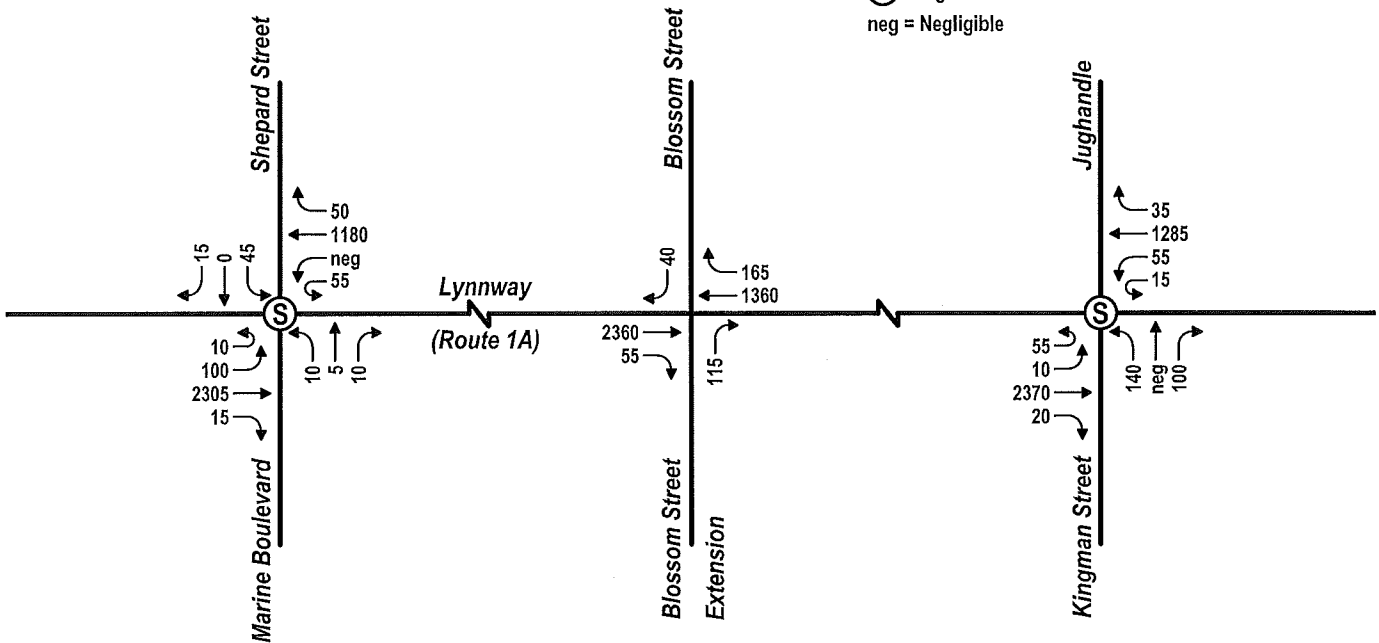 neg = Negligible
Shepard Street
Blossom Street
Jughandle
50
1180
neg
55
15
0
45
S
10
100
2305
15
10
5
10
Marine Boulevard
Lynnway
(Route 1A)
40
165
1360
2360
55
115
Blossom Street
Extension
35
1285
55
15
S
55
10
2370
20
140
neg
100
Kingman Street